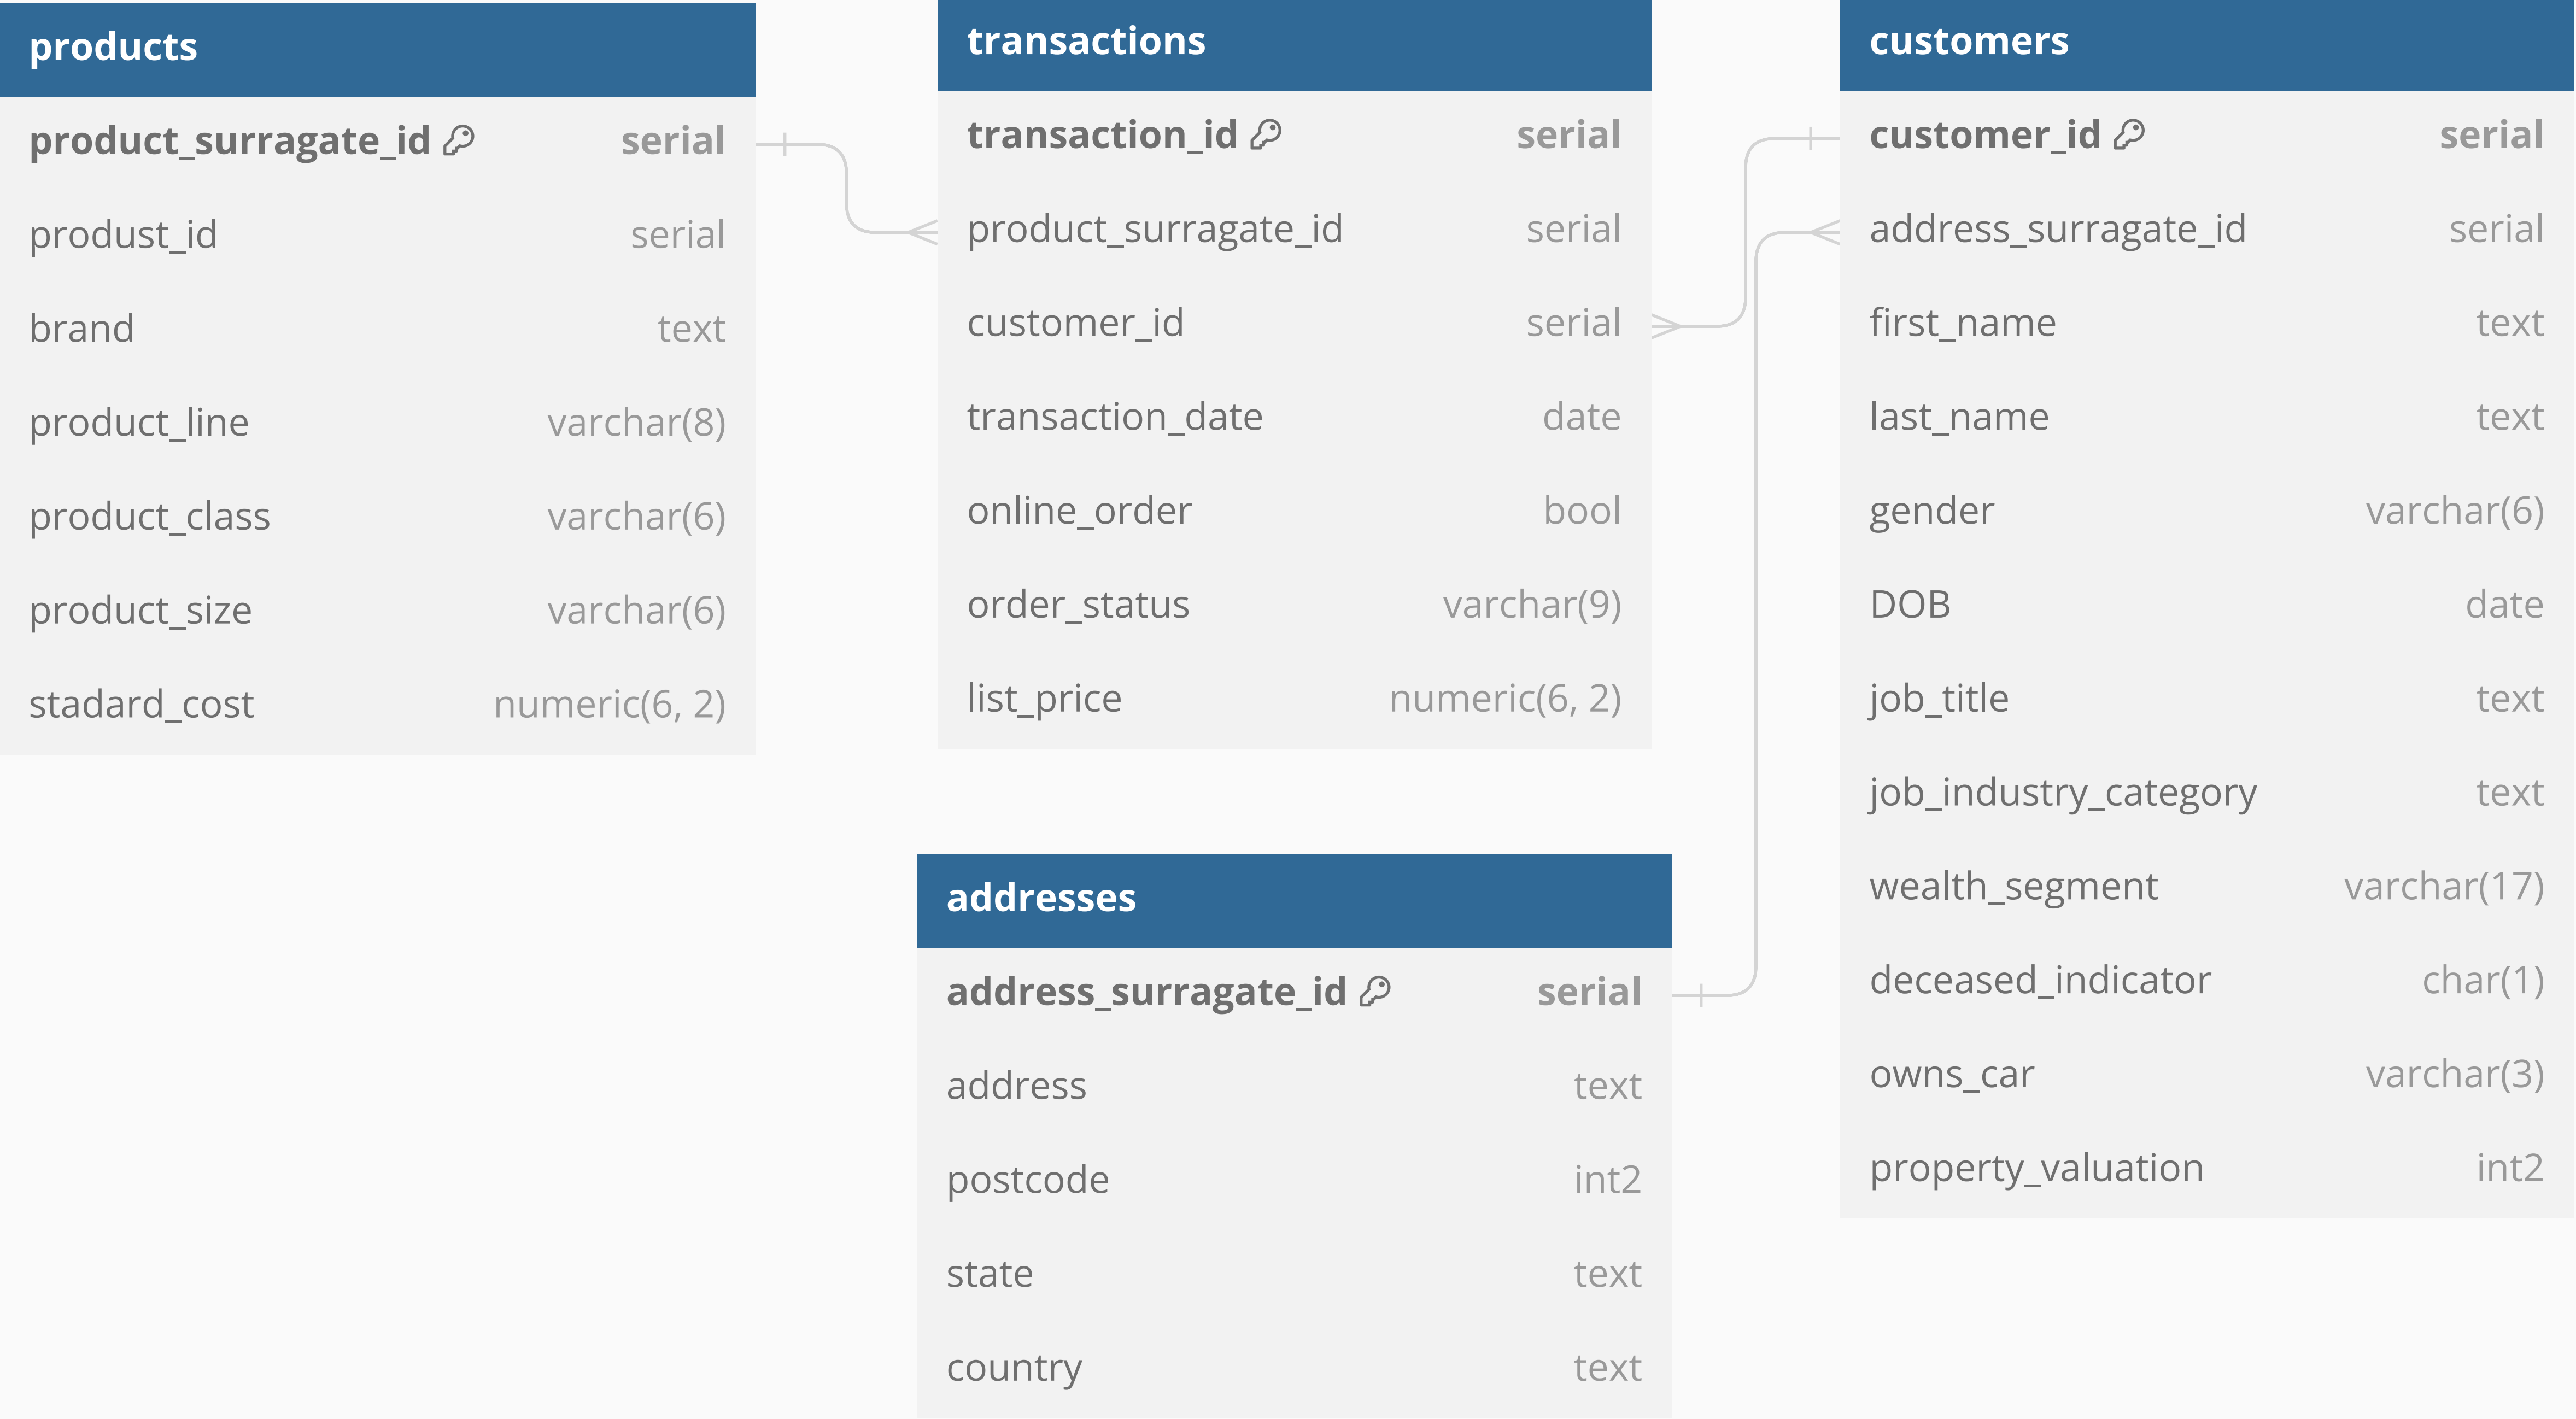 products
product_surragate_id serial
produst_id serial
brand text
product_line varchar(8)
product_class varchar(6)
product_size varchar(6)
stadard_cost numeric(6, 2)
transactions
transaction_id serial
product_surragate_id serial
customer_id serial
transaction_date date
online_order bool
order_status varchar(9)
list_price numeric(6, 2)
customers
customer_id serial
address_surragate_id serial
first_name text
last_name text
gender varchar(6)
DOB date
job_title text
job_industry_category text
wealth_segment varchar(17)
deceased_indicator char(1)
owns_car varchar(3)
property_valuation int2
addresses
address_surragate_id serial
address text
postcode int2
state text
country text